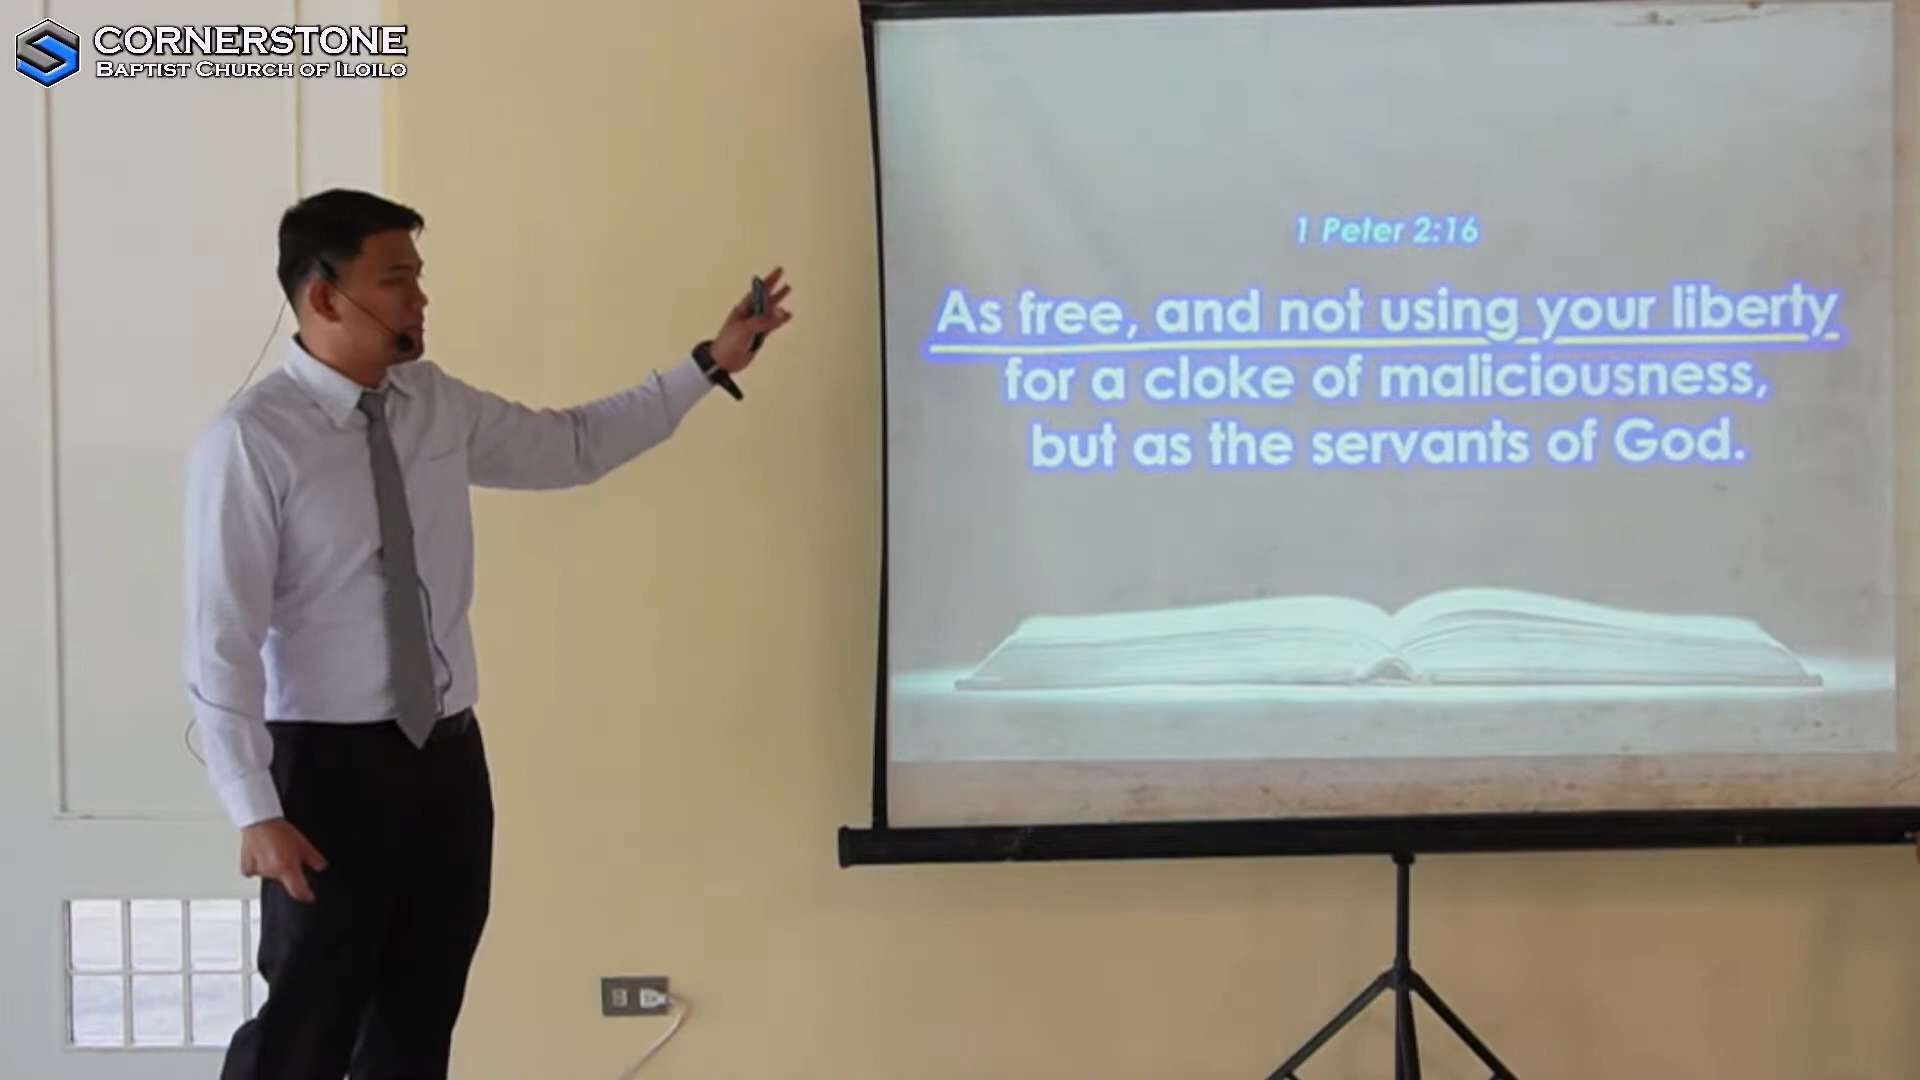 CORNERSTONE
BAPTIST CHURCH OF ILOILO
1 Peter 2:16
As free, and not using your liberty
for a cloke of maliciousness,
but as the servants of God.